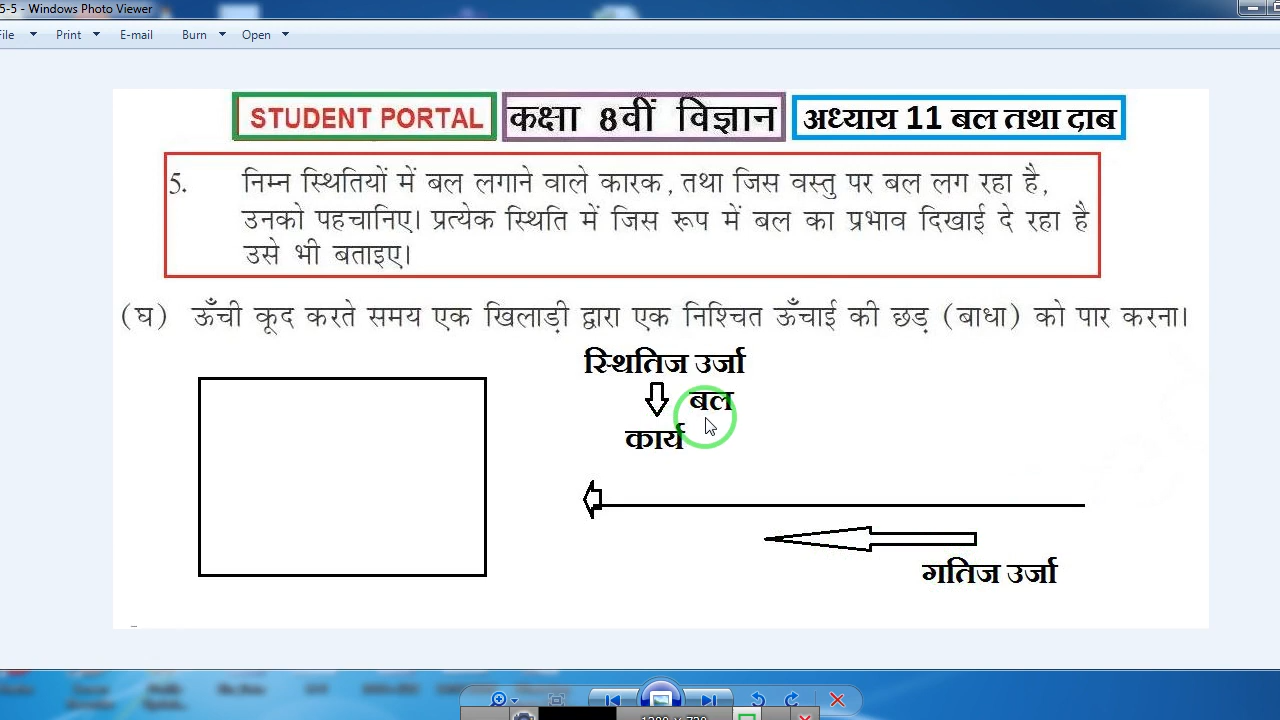 5-5 - Windows Photo Viewer
File Print E-mail Burn Open
STUDENT PORTAL कक्षा 8वीं विज्ञान अध्याय 11 बल तथा दाब
5. निम्न स्थितियों में बल लगाने वाले कारक, तथा जिस वस्तु पर बल लग रहा है,
उनको पहचानिए। प्रत्येक स्थिति में जिस रूप में बल का प्रभाव दिखाई दे रहा है
उसे भी बताइए।
(घ) ऊँची कूद करते समय एक खिलाड़ी द्वारा एक निश्चित ऊँचाई की छड़ (बाधा) को पार करना।
स्थितिज उर्जा
बल
कार्य
गतिज उर्जा